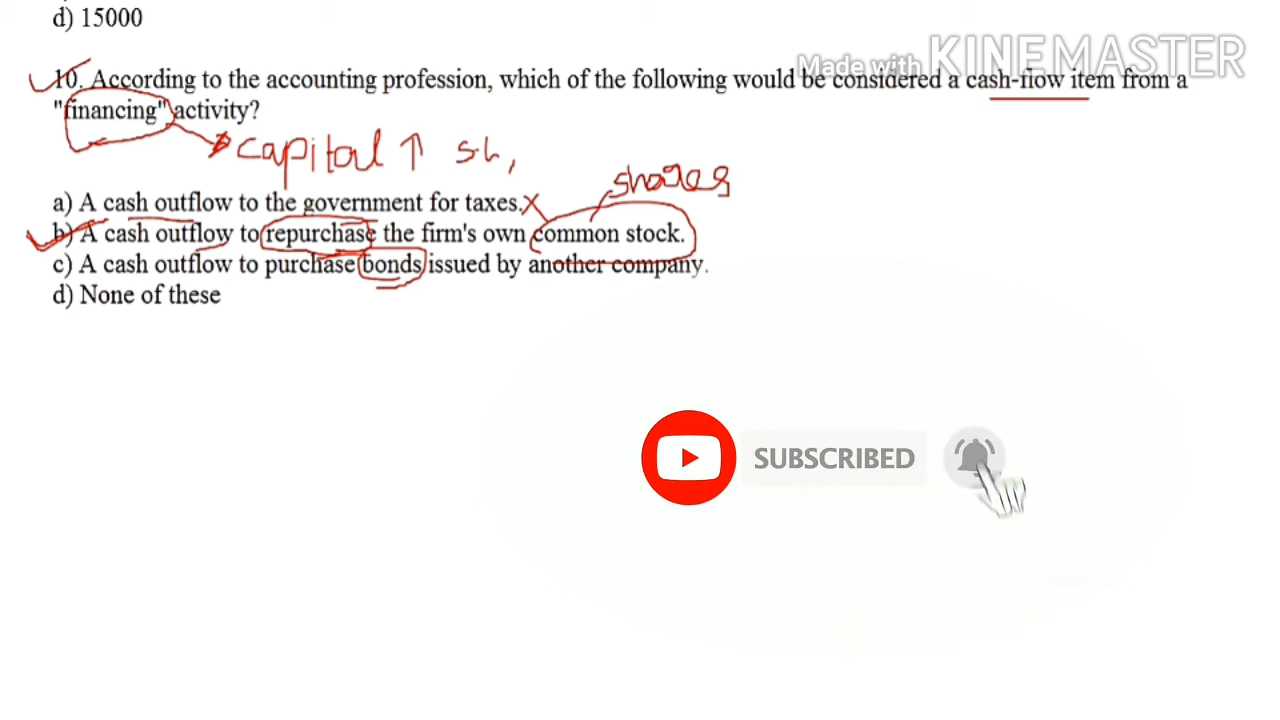 d) 15000
Made with KINEMASTER
10. According to the accounting profession, which of the following would be considered a cash-flow item from a
"financing" activity?
capital ↑ sh,
shares
a) A cash outflow to the government for taxes.
b) A cash outflow to repurchase the firm's own common stock.
c) A cash outflow to purchase bonds issued by another company.
d) None of these
SUBSCRIBED